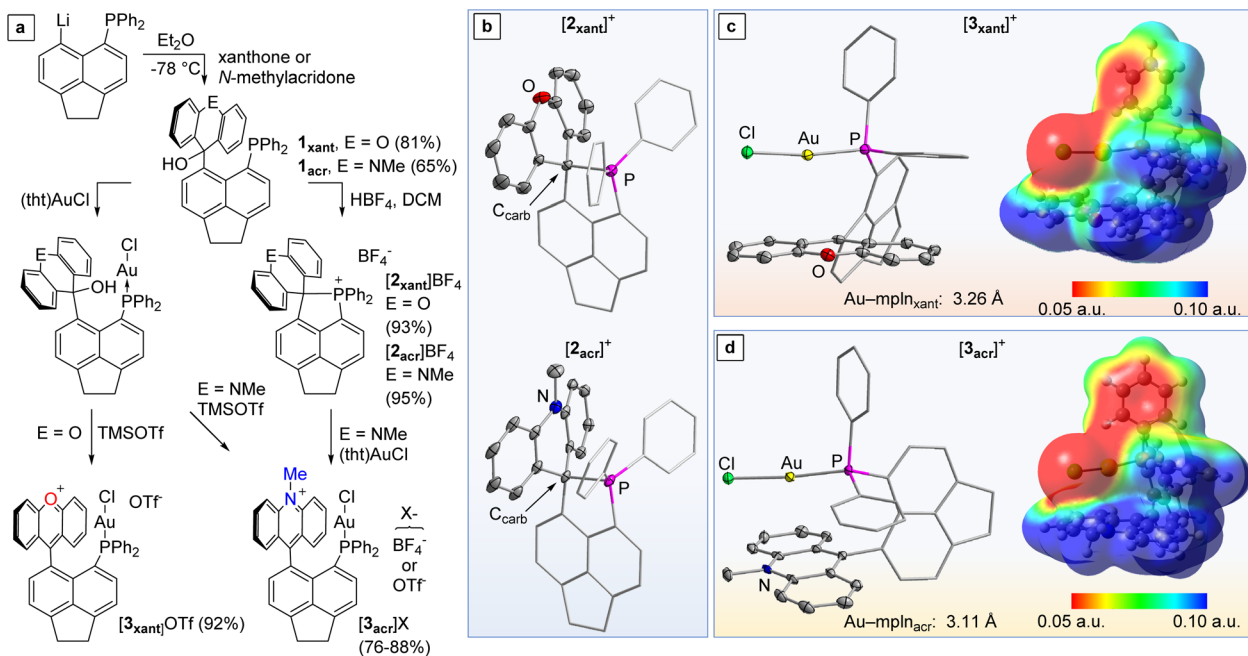 a
Li
PPh2
Et2O
-78 °C
xanthone or
N-methylacridone
E
HO
PPh2
1xant, E = O (81%)
1acr, E = NMe (65%)
(tht)AuCl
HBF4, DCM
E
OH
Cl
Au
PPh2
E
+
PPh2
BF4-
[2xant]BF4
E = O
(93%)
[2acr]BF4
E = NMe
(95%)
E = O
TMSOTf
E = NMe
TMSOTf
E = NMe
(tht)AuCl
O+
Cl
Au
PPh2
OTf-
[3xant]OTf (92%)
Me
N+
Cl
Au
PPh2
X-
BF4-
or
OTf-
[3acr]X
(76-88%)
b
[2xant]+
O
Ccarb
P
[2acr]+
N
Ccarb
P
c
[3xant]+
Cl
Au
P
O
Au–mplnxant: 3.26 Å
0.05 a.u.
0.10 a.u.
d
[3acr]+
Cl
Au
P
N
Au–mplnacr: 3.11 Å
0.05 a.u.
0.10 a.u.